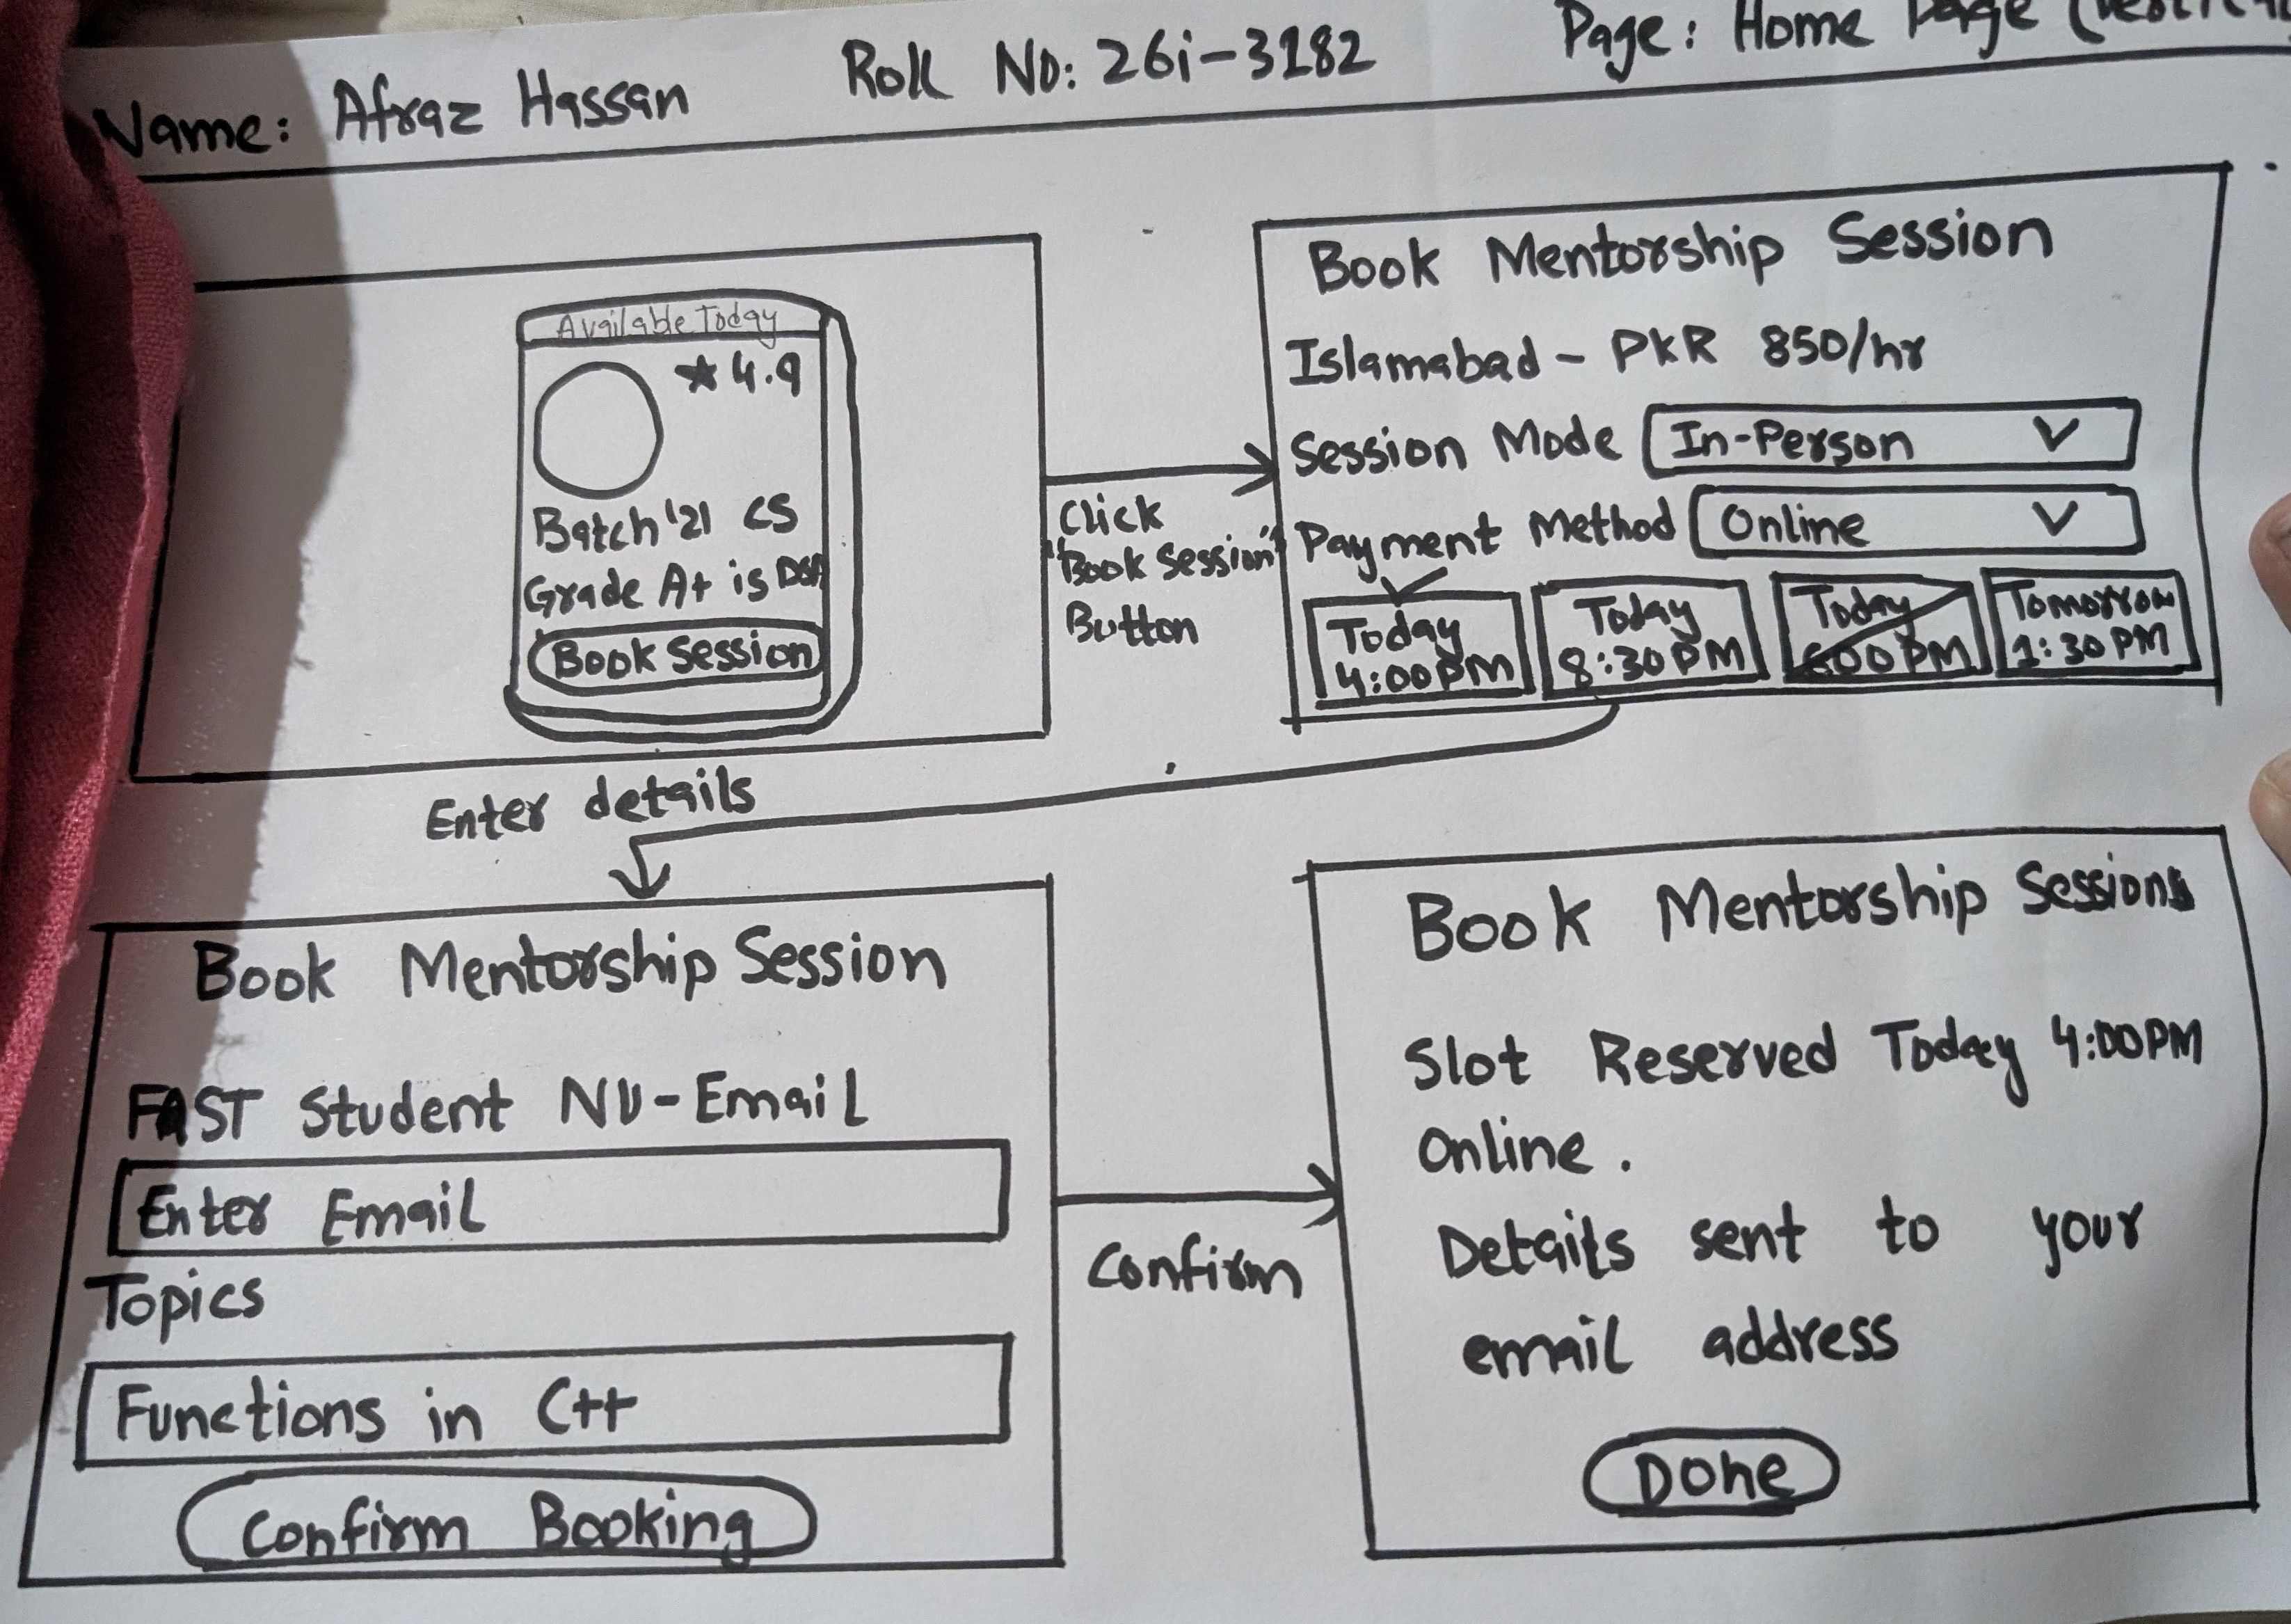 Name: Afraz Hassan Roll No: 26i-3182 Page: Home Page
Available Today
★ 4.9
Batch '21 CS
Grade A+ is DSA
Book Session
Click
"Book Session"
Button
Book Mentorship Session
Islamabad - PKR 850/hr
Session Mode In-Person
Payment Method Online
Today 4:00PM
Today 8:30PM
Today
Tomorrow 1:30PM
Enter details
Book Mentorship Session
FAST Student NU-Email
Enter Email
Topics
Functions in C++
Confirm Booking
Confirm
Book Mentorship Sessions
Slot Reserved Today 4:00PM
Online.
Details sent to your
email address
Done